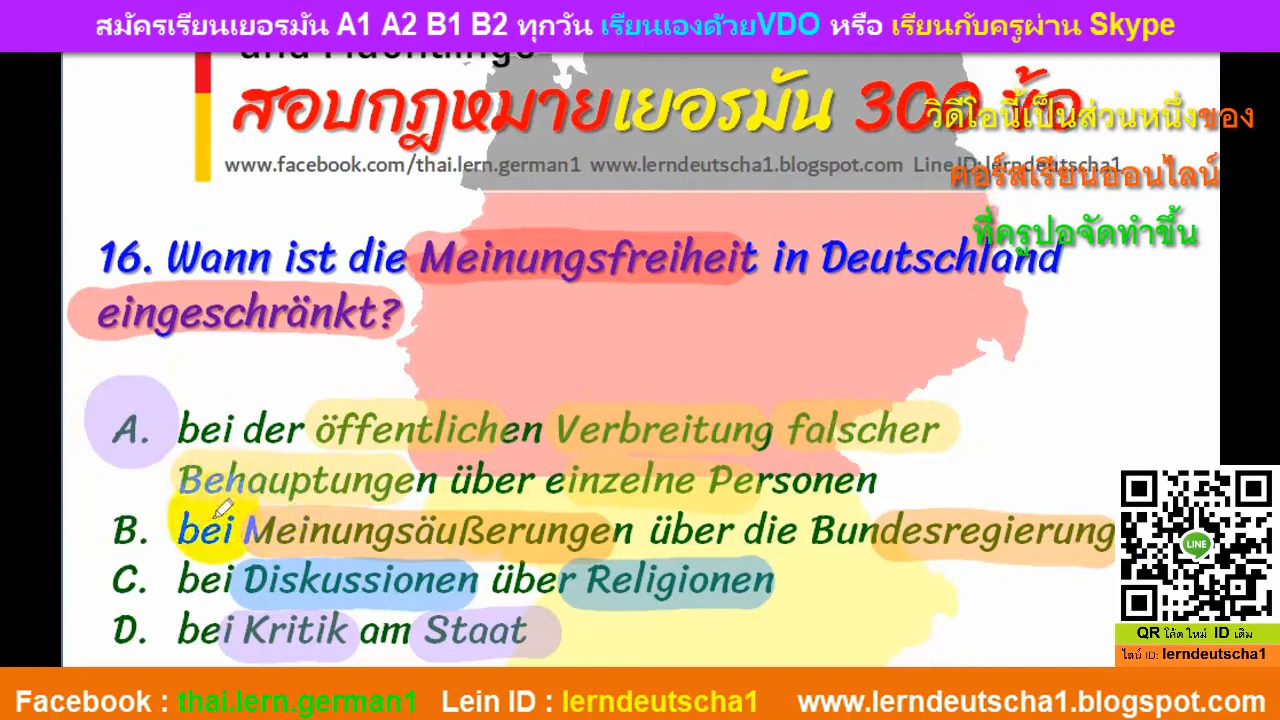 สมัครเรียนเยอรมัน A1 A2 B1 B2 ทุกวัน เรียนเองด้วยVDO หรือ เรียนกับครูผ่าน Skype
und Flüchtlinge
สอบกฎหมายเยอรมัน 300 ข้อ
วิดีโอนี้เป็นส่วนหนึ่งของ
คอร์สเรียนออนไลน์
ที่ครูปอจัดทำขึ้น
www.facebook.com/thai.lern.german1 www.lerndeutscha1.blogspot.com Line ID: lerndeutscha1
16. Wann ist die Meinungsfreiheit in Deutschland
eingeschränkt?
A. bei der öffentlichen Verbreitung falscher
Behauptungen über einzelne Personen
B. bei Meinungsäußerungen über die Bundesregierung
C. bei Diskussionen über Religionen
D. bei Kritik am Staat
LINE
QR โค้ดใหม่ ID เดิม
ไลน์ ID: lerndeutscha1
Facebook : thai.lern.german1 Lein ID : lerndeutscha1 www.lerndeutscha1.blogspot.com